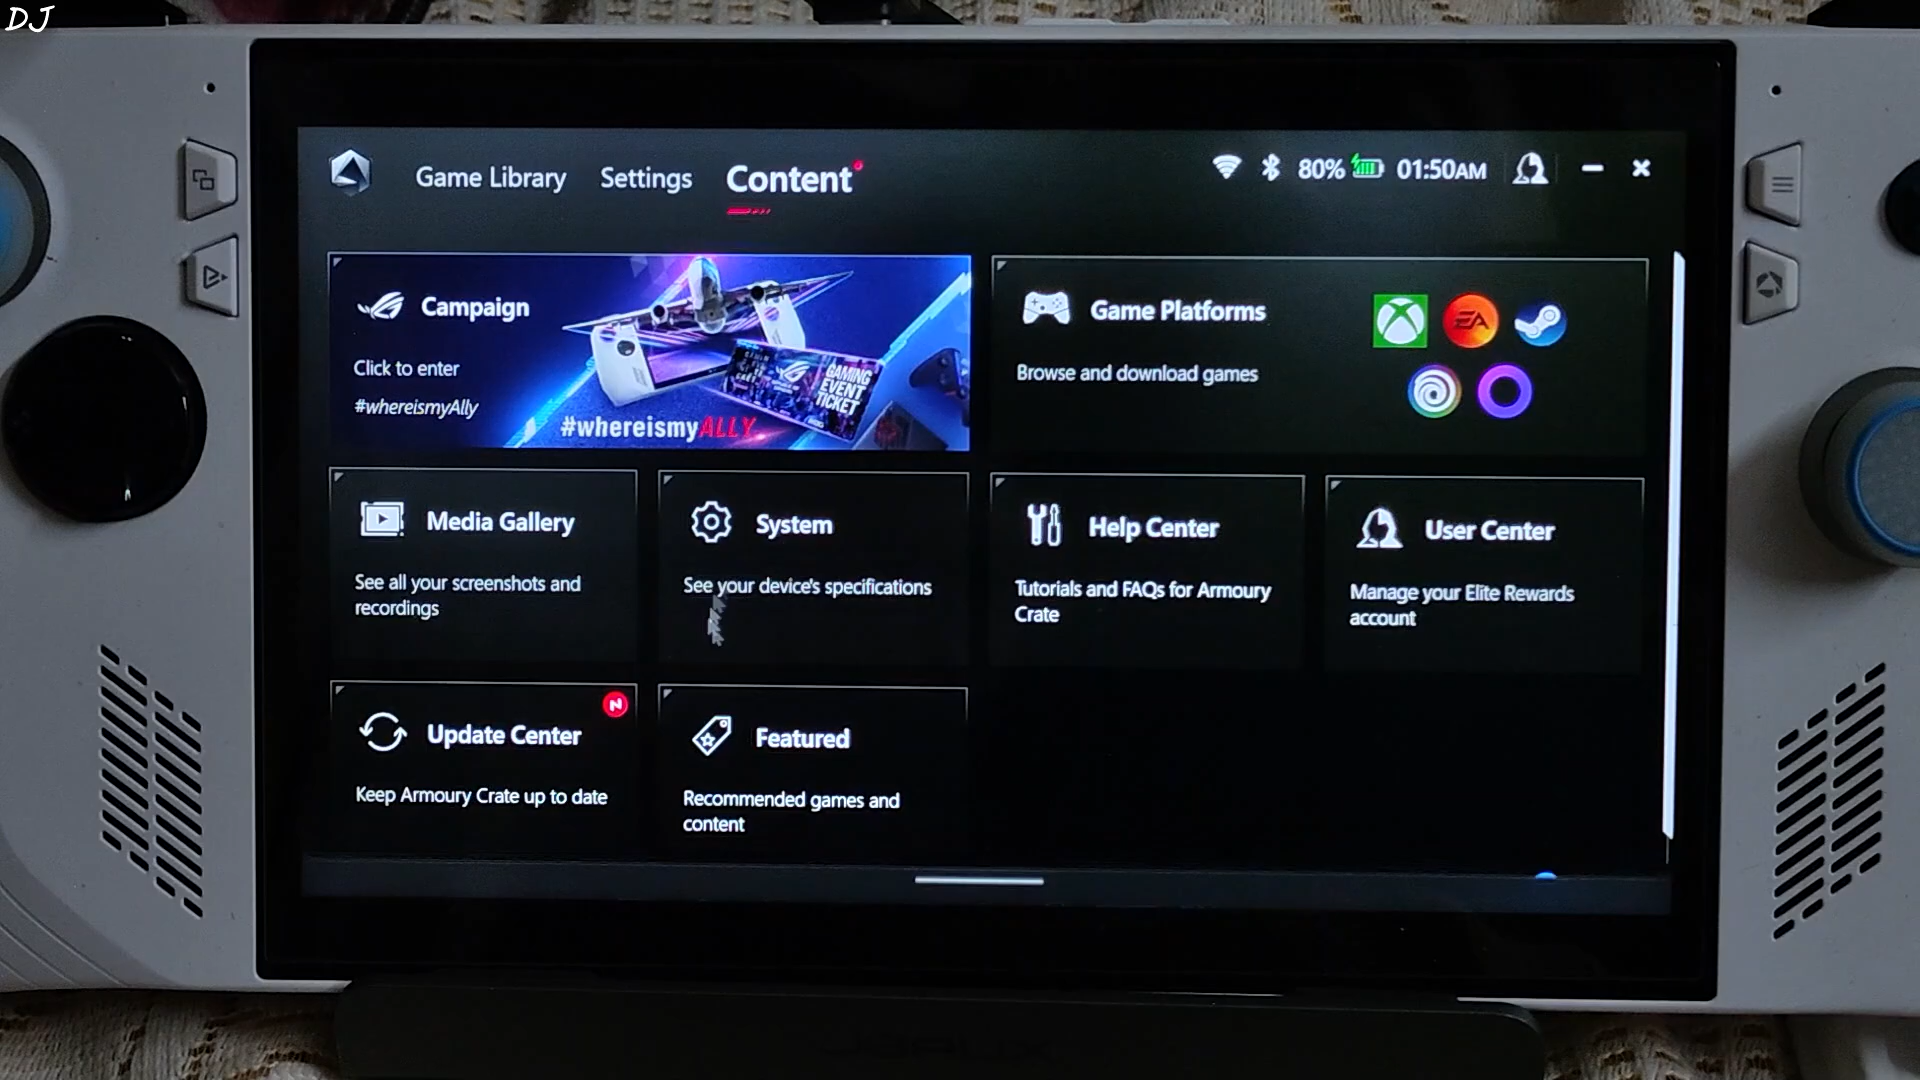 DJ
Game Library Settings Content 80% 01:50AM
Campaign
Click to enter
#whereismyAlly
GAMING
EVENT
TICKET
#whereismyALLY
Game Platforms
Browse and download games
EA
Media Gallery
See all your screenshots and
recordings
System
See your device's specifications
Help Center
Tutorials and FAQs for Armoury
Crate
User Center
Manage your Elite Rewards
account
Update Center
N
Keep Armoury Crate up to date
Featured
Recommended games and
content